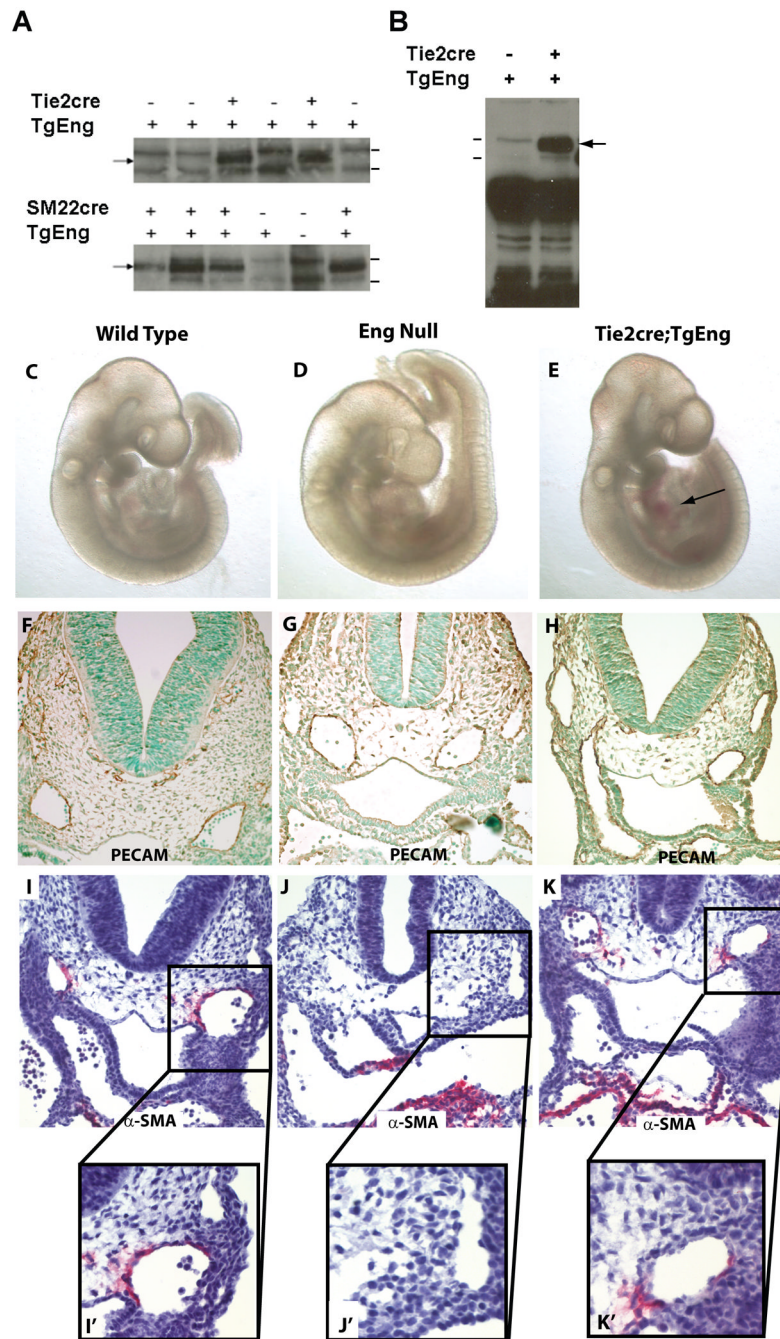 A
B
Tie2cre - - + - + -
TgEng + + + + + +
Tie2cre - +
TgEng + +
SM22cre + + + - - +
TgEng + + + + - +
Wild Type
Eng Null
Tie2cre;TgEng
C
D
E
F
G
H
PECAM
PECAM
PECAM
I
J
K
α-SMA
α-SMA
α-SMA
I'
J'
K'